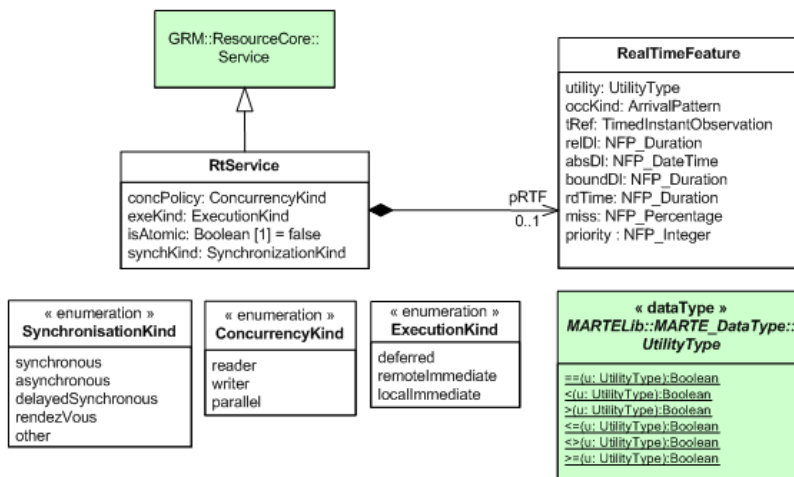 GRM::ResourceCore::
Service
RtService
concPolicy: ConcurrencyKind
exeKind: ExecutionKind
isAtomic: Boolean [1] = false
synchKind: SynchronizationKind
pRTF
0..1
RealTimeFeature
utility: UtilityType
occKind: ArrivalPattern
tRef: TimedInstantObservation
relDl: NFP_Duration
absDl: NFP_DateTime
boundDl: NFP_Duration
rdTime: NFP_Duration
miss: NFP_Percentage
priority : NFP_Integer
« enumeration »
SynchronisationKind
synchronous
asynchronous
delayedSynchronous
rendezVous
other
« enumeration »
ConcurrencyKind
reader
writer
parallel
« enumeration »
ExecutionKind
deferred
remoteImmediate
localImmediate
« dataType »
MARTELib::MARTE_DataType::
UtilityType
==(u: UtilityType):Boolean
<(u: UtilityType):Boolean
>(u: UtilityType):Boolean
<=(u: UtilityType):Boolean
<>(u: UtilityType):Boolean
>=(u: UtilityType):Boolean